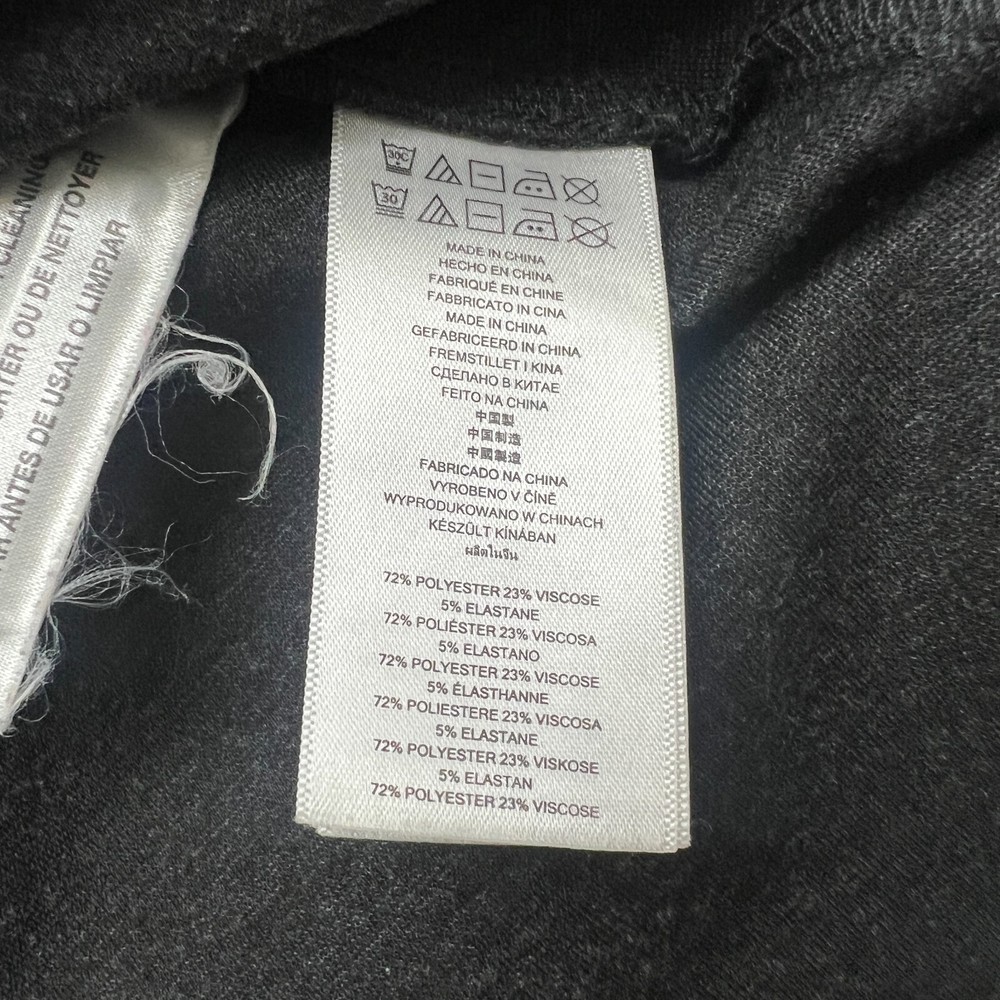 CLEANING
OU DE NETTOYER
ANTES DE USAR O LIMPIAR
30C
30
MADE IN CHINA
HECHO EN CHINA
FABRIQUÉ EN CHINE
FABBRICATO IN CINA
MADE IN CHINA
GEFABRICEERD IN CHINA
FREMSTILLET I KINA
СДЕЛАНО В КИТАЕ
FEITO NA CHINA
中国製
中国制造
中國製造
FABRICADO NA CHINA
VYROBENO V ČÍNĚ
WYPRODUKOWANO W CHINACH
KÉSZÜLT KÍNÁBAN
ผลิตในจีน
72% POLYESTER 23% VISCOSE
5% ELASTANE
72% POLIÉSTER 23% VISCOSA
5% ELASTANO
72% POLYESTER 23% VISCOSE
5% ÉLASTHANNE
72% POLIESTERE 23% VISCOSA
5% ELASTANE
72% POLYESTER 23% VISKOSE
5% ELASTAN
72% POLYESTER 23% VISCOSE